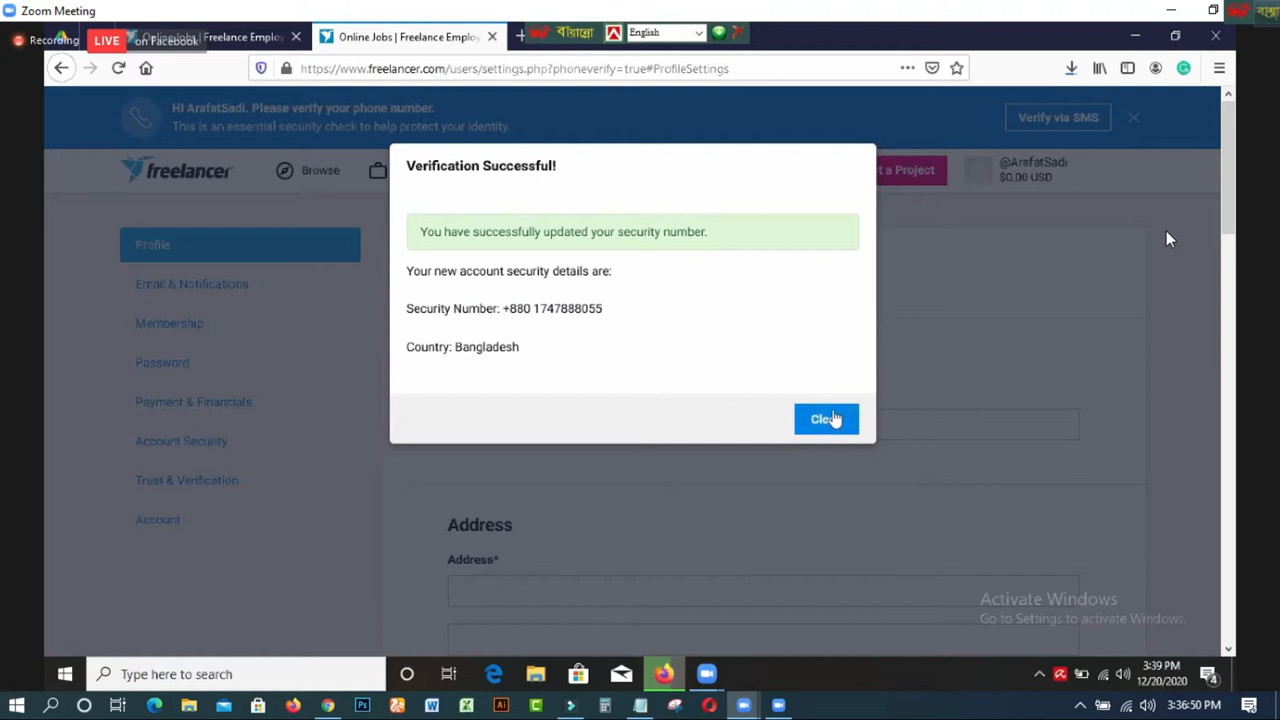 Zoom Meeting
Recording
LIVE on Facebook
Online Jobs | Freelance Employ
Online Jobs | Freelance Employ
বায়ান্নো
English
https://www.freelancer.com/users/settings.php?phoneverify=true#ProfileSettings
Hi ArafatSadi. Please verify your phone number.
This is an essential security check to help protect your identity.
Verify via SMS
freelancer
Browse
t a Project
@ArafatSadi
$0.00 USD
Verification Successful!
You have successfully updated your security number.
Your new account security details are:
Security Number: +880 1747888055
Country: Bangladesh
Profile
Email & Notifications
Membership
Password
Payment & Financials
Account Security
Trust & Verification
Account
Address
Address*
Activate Windows
Go to Settings to activate Windows.
Type here to search
3:39 PM
12/20/2020
4
3:36:50 PM